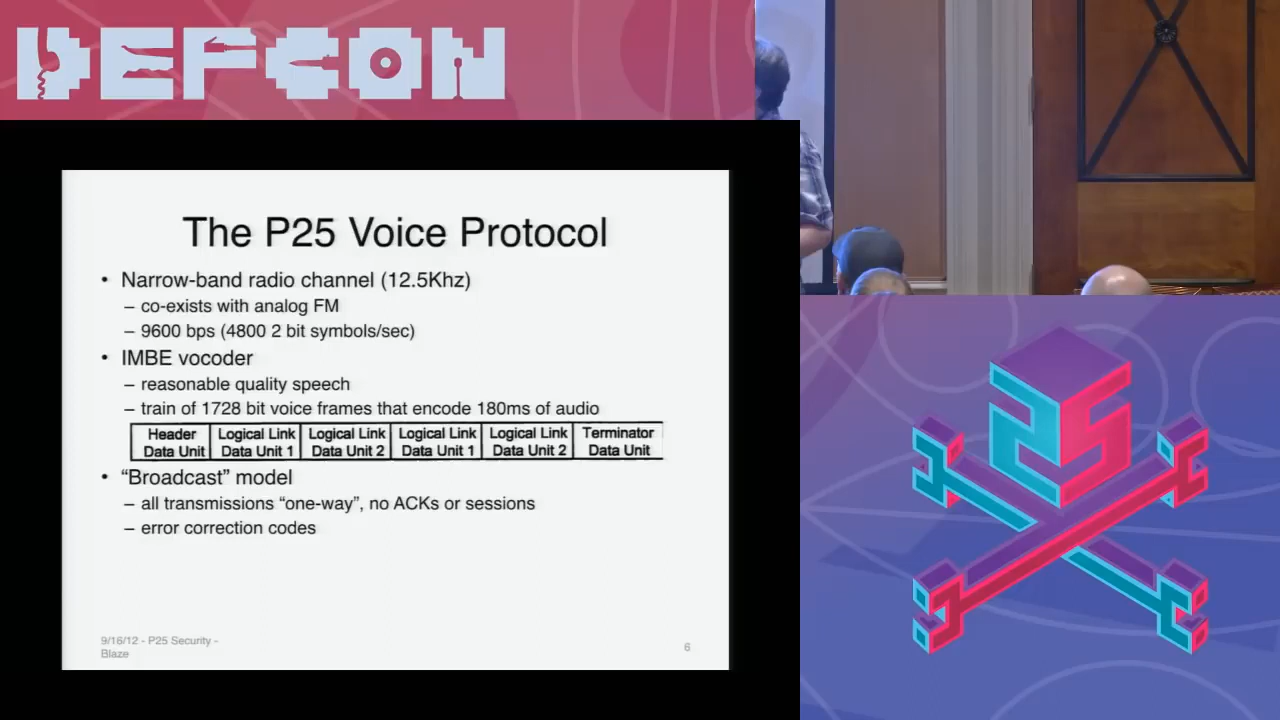 DEFCON
The P25 Voice Protocol
• Narrow-band radio channel (12.5Khz)
– co-exists with analog FM
– 9600 bps (4800 2 bit symbols/sec)
• IMBE vocoder
– reasonable quality speech
– train of 1728 bit voice frames that encode 180ms of audio
Header Data Unit
Logical Link Data Unit 1
Logical Link Data Unit 2
Logical Link Data Unit 1
Logical Link Data Unit 2
Terminator Data Unit
• “Broadcast” model
– all transmissions “one-way”, no ACKs or sessions
– error correction codes
9/16/12 - P25 Security -
Blaze
6
25